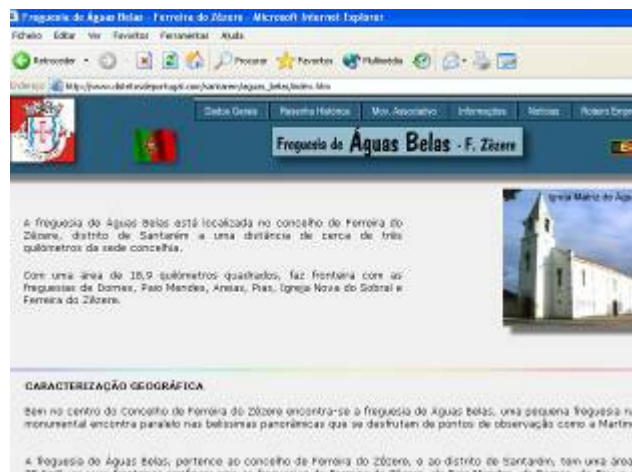 Freguesia de Águas Belas - Ferreira do Zêzere - Microsoft Internet Explorer
Ficheiro Editar Ver Favoritos Ferramentas Ajuda
Retroceder Procurar Favoritos Multimédia
Endereço
Dados Gerais Resenha Histórica Mov. Associativo Informações Notícias Roteiro
Freguesia de Águas Belas - F. Zêzere
Igreja Matriz de
A freguesia de Águas Belas está localizada no concelho de Ferreira do
Zêzere, distrito de Santarém a uma distância de cerca de três
quilómetros da sede concelhia.
Com uma área de 18,9 quilómetros quadrados, faz fronteira com as
freguesias de Dornes, Paio Mendes, Areias, Pias, Igreja Nova do Sobral e
Ferreira do Zêzere.
CARACTERIZAÇÃO GEOGRÁFICA
Bem no centro do Concelho de Ferreira do Zêzere encontra-se a freguesia de Águas Belas, uma pequena freguesia
monumental encontra paralelo nas belíssimas panorâmicas que se desfrutam de pontos de observação como a
A freguesia de Águas Belas, pertence ao concelho de Ferreira do Zêzere, e ao distrito de Santarém, tem uma área